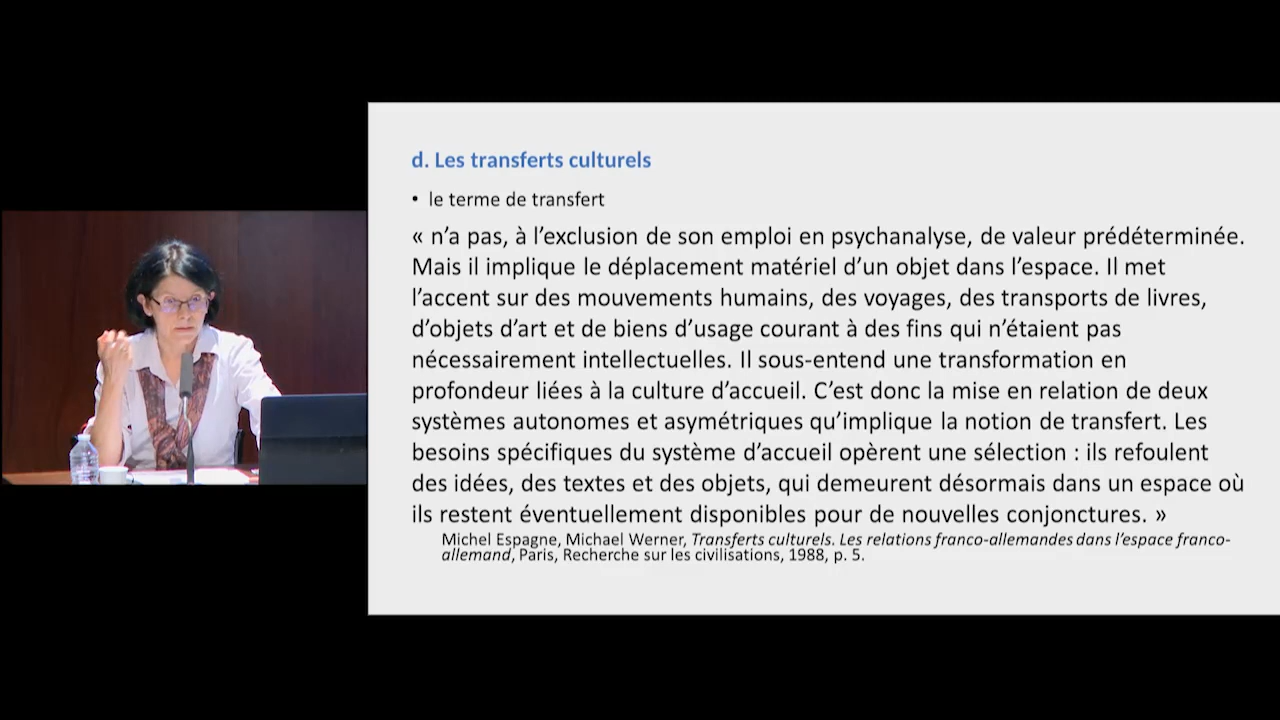 d. Les transferts culturels
• le terme de transfert
« n’a pas, à l’exclusion de son emploi en psychanalyse, de valeur prédéterminée.
Mais il implique le déplacement matériel d’un objet dans l’espace. Il met
l’accent sur des mouvements humains, des voyages, des transports de livres,
d’objets d’art et de biens d’usage courant à des fins qui n’étaient pas
nécessairement intellectuelles. Il sous-entend une transformation en
profondeur liées à la culture d’accueil. C’est donc la mise en relation de deux
systèmes autonomes et asymétriques qu’implique la notion de transfert. Les
besoins spécifiques du système d’accueil opèrent une sélection : ils refoulent
des idées, des textes et des objets, qui demeurent désormais dans un espace où
ils restent éventuellement disponibles pour de nouvelles conjonctures. »
Michel Espagne, Michael Werner, Transferts culturels. Les relations franco-allemandes dans l’espace franco-
allemand, Paris, Recherche sur les civilisations, 1988, p. 5.